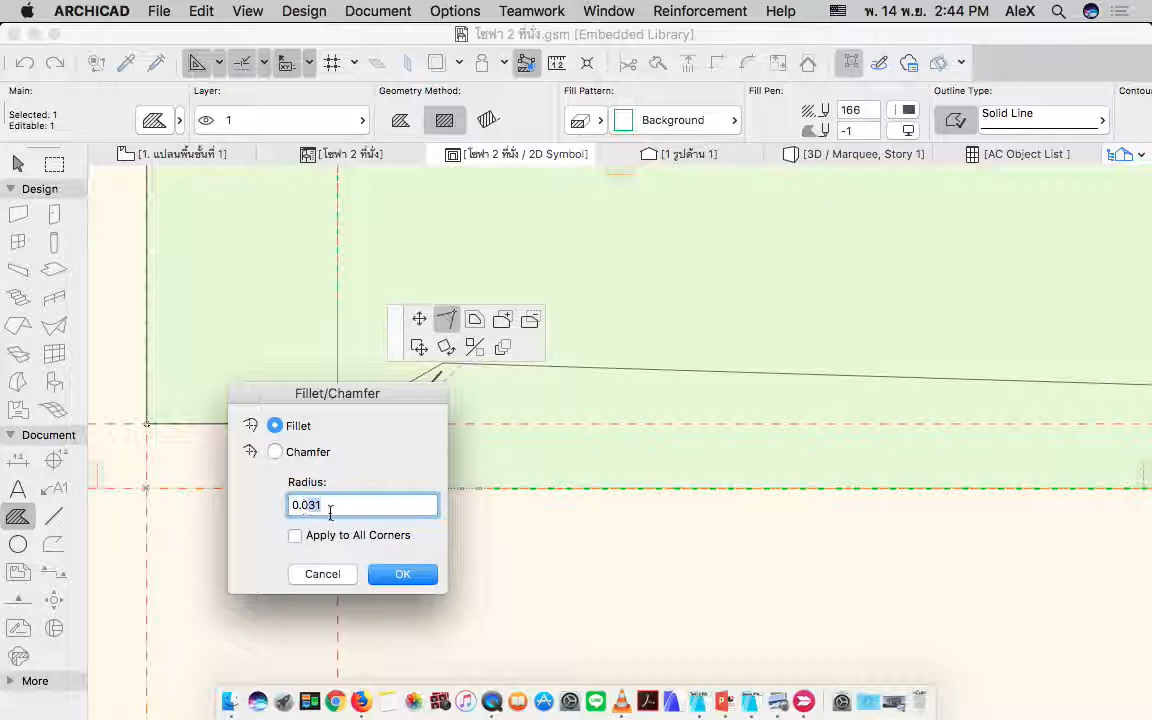 ARCHICAD File Edit View Design Document Options Teamwork Window Reinforcement Help พ. 14 พ.ย. 2:44 PM AleX
โซฟา 2 ที่นั่ง.gsm [Embedded Library]
Main: Layer: Geometry Method: Fill Pattern: Fill Pen: Outline Type: Contou
Selected: 1
Editable: 1
1
Background
166
-1
Solid Line
[1. แปลนพื้นชั้นที่ 1] [โซฟา 2 ที่นั่ง] [โซฟา 2 ที่นั่ง / 2D Symbol] [1 รูปด้าน 1] [3D / Marquee, Story 1] [AC Object List ]
Design
Document
More
Fillet/Chamfer
Fillet
Chamfer
Radius:
0.031
Apply to All Corners
Cancel OK